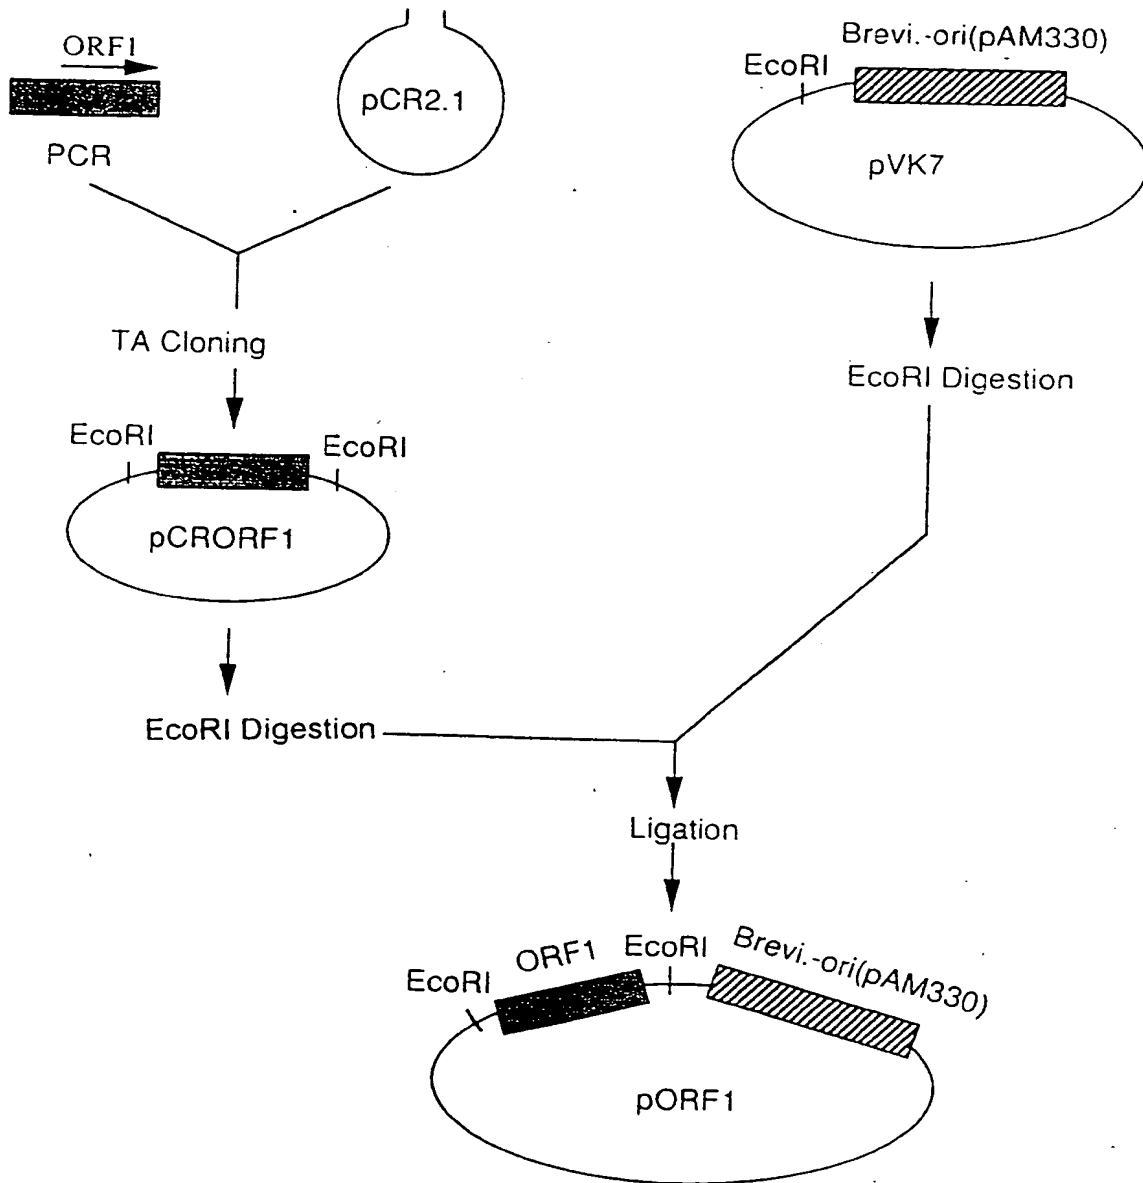 ORF1
PCR
pCR2.1
Brevi.-ori(pAM330)
EcoRI
pVK7
TA Cloning
EcoRI Digestion
EcoRI
EcoRI
pCRORF1
EcoRI Digestion
Ligation
EcoRI
ORF1
EcoRI
Brevi.-ori(pAM330)
pORF1